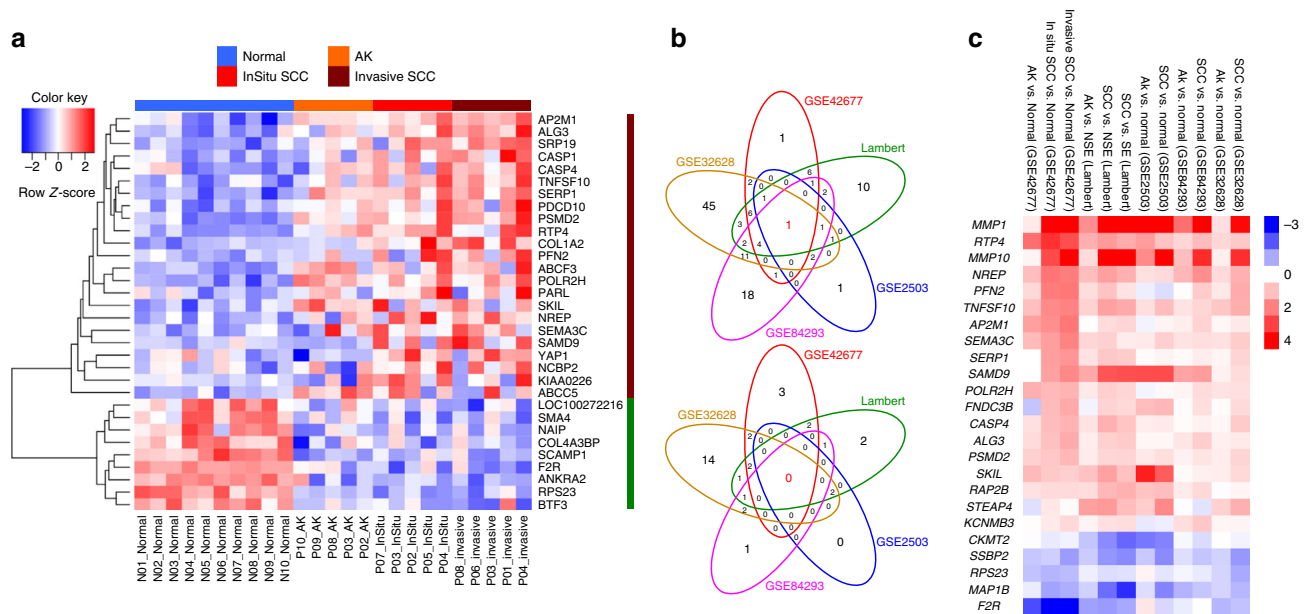 a
Normal
AK
InSitu SCC
Invasive SCC
Color key
−2 0 2
Row Z-score
AP2M1
ALG3
SRP19
CASP1
CASP4
TNFSF10
SERP1
PDCD10
PSMD2
RTP4
COL1A2
PFN2
ABCF3
POLR2H
PARL
SKIL
NREP
SEMA3C
SAMD9
YAP1
NCBP2
KIAA0226
ABCC5
LOC100272216
SMA4
NAIP
COL4A3BP
SCAMP1
F2R
ANKRA2
RPS23
BTF3
N01_Normal
N02_Normal
N03_Normal
N04_Normal
N05_Normal
N06_Normal
N07_Normal
N08_Normal
N09_Normal
N10_Normal
P10_AK
P09_AK
P08_AK
P03_AK
P02_AK
P07_InSitu
P03_InSitu
P02_InSitu
P05_InSitu
P04_InSitu
P08_invasive
P06_invasive
P03_invasive
P01_invasive
P04_invasive
b
GSE42677
Lambert
GSE32628
GSE2503
GSE84293
1
10
45
1
18
1
GSE42677
Lambert
GSE32628
GSE2503
GSE84293
3
2
14
0
1
0
c
AK vs. Normal (GSE42677)
In situ SCC vs. Normal (GSE42677)
Invasive SCC vs. Normal (GSE42677)
AK vs. NSE (Lambert)
SCC vs. NSE (Lambert)
SCC vs. SE (Lambert)
Ak vs. normal (GSE2503)
SCC vs. normal (GSE2503)
Ak vs. normal (GSE84293)
SCC vs. normal (GSE84293)
Ak vs. normal (GSE32628)
SCC vs. normal (GSE32628)
MMP1
RTP4
MMP10
NREP
PFN2
TNFSF10
AP2M1
SEMA3C
SERP1
SAMD9
POLR2H
FNDC3B
CASP4
ALG3
PSMD2
SKIL
RAP2B
STEAP4
KCNMB3
CKMT2
SSBP2
RPS23
MAP1B
F2R
−3
0
2
4